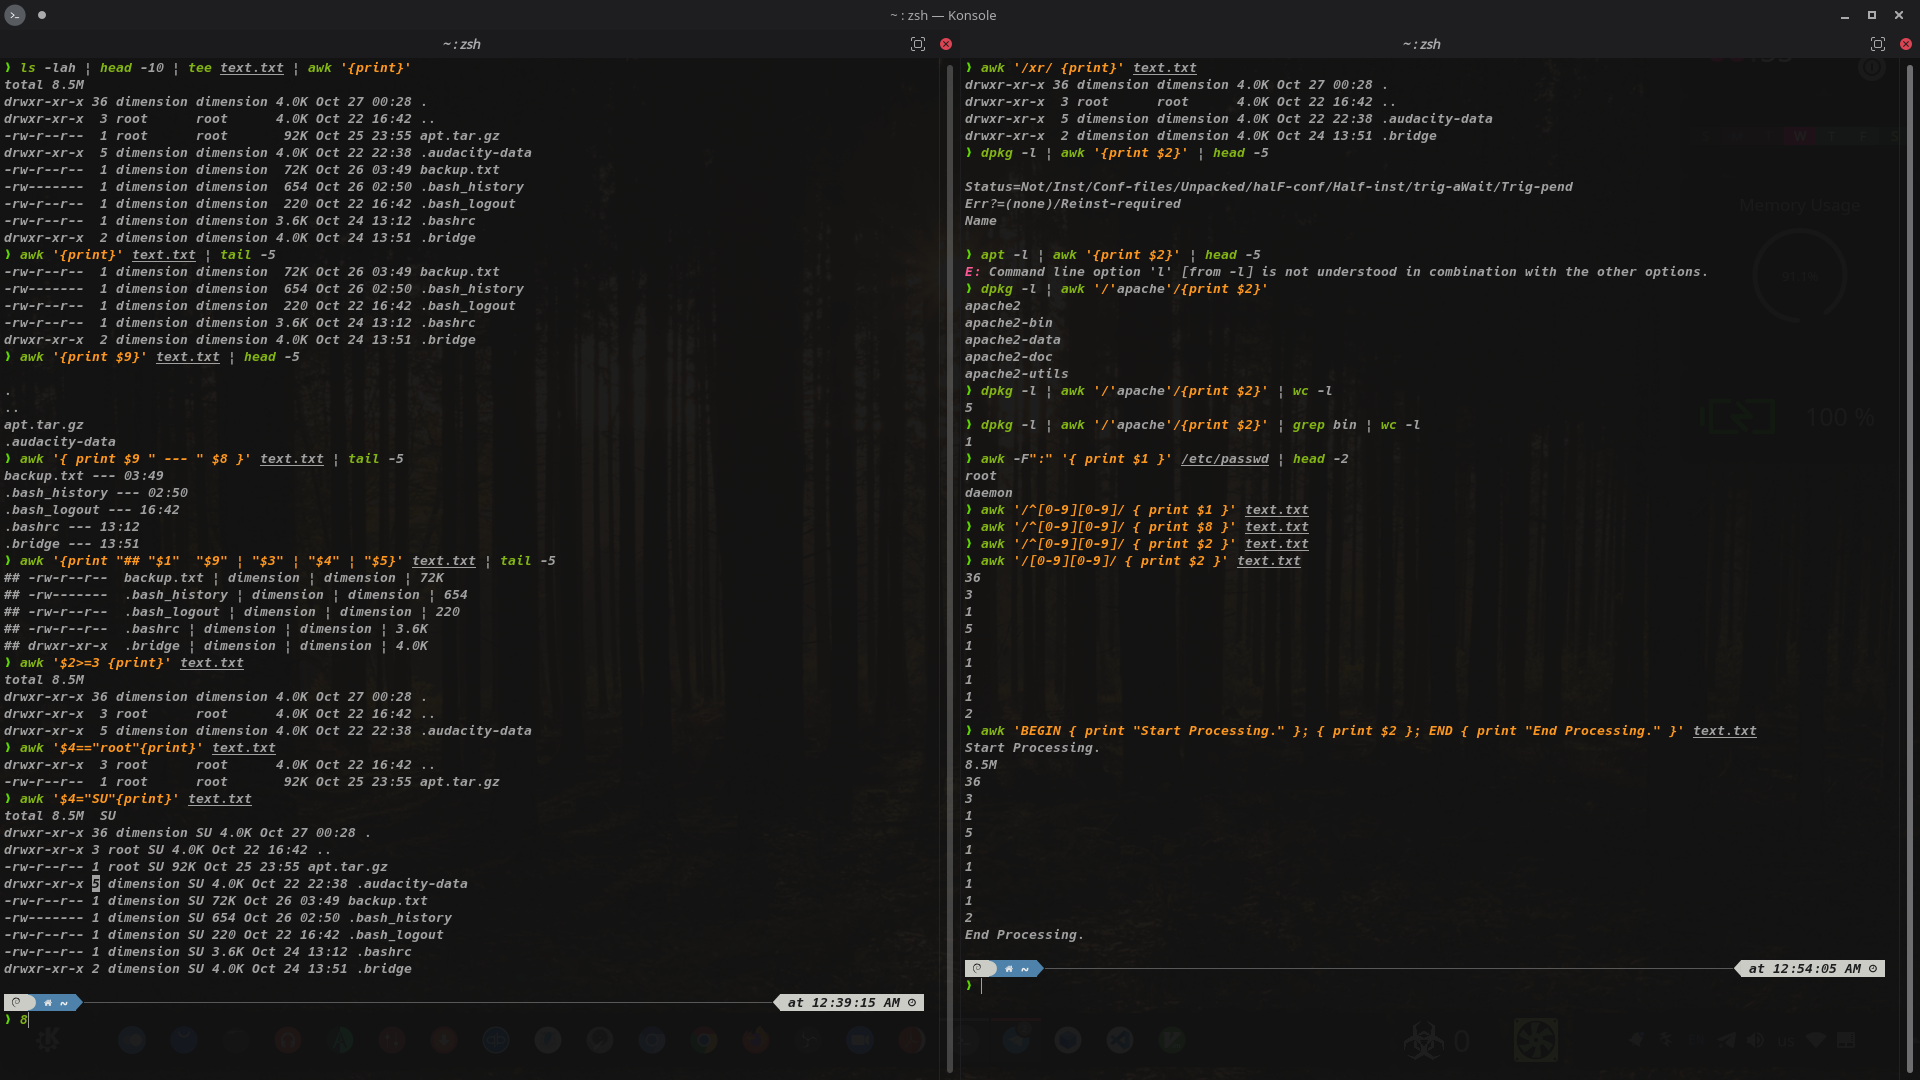 ~ : zsh — Konsole
~ : zsh
❯ ls -lah | head -10 | tee text.txt | awk '{print}'
total 8.5M
drwxr-xr-x 36 dimension dimension 4.0K Oct 27 00:28 .
drwxr-xr-x  3 root      root      4.0K Oct 22 16:42 ..
-rw-r--r--  1 root      root       92K Oct 25 23:55 apt.tar.gz
drwxr-xr-x  5 dimension dimension 4.0K Oct 22 22:38 .audacity-data
-rw-r--r--  1 dimension dimension  72K Oct 26 03:49 backup.txt
-rw-------  1 dimension dimension  654 Oct 26 02:50 .bash_history
-rw-r--r--  1 dimension dimension  220 Oct 22 16:42 .bash_logout
-rw-r--r--  1 dimension dimension 3.6K Oct 24 13:12 .bashrc
drwxr-xr-x  2 dimension dimension 4.0K Oct 24 13:51 .bridge
❯ awk '{print}' text.txt | tail -5
-rw-r--r--  1 dimension dimension  72K Oct 26 03:49 backup.txt
-rw-------  1 dimension dimension  654 Oct 26 02:50 .bash_history
-rw-r--r--  1 dimension dimension  220 Oct 22 16:42 .bash_logout
-rw-r--r--  1 dimension dimension 3.6K Oct 24 13:12 .bashrc
drwxr-xr-x  2 dimension dimension 4.0K Oct 24 13:51 .bridge
❯ awk '{print $9}' text.txt | head -5
.
..
apt.tar.gz
.audacity-data
❯ awk '{ print $9 " --- " $8 }' text.txt | tail -5
backup.txt --- 03:49
.bash_history --- 02:50
.bash_logout --- 16:42
.bashrc --- 13:12
.bridge --- 13:51
❯ awk '{print "## "$1"  "$9" | "$3" | "$4" | "$5}' text.txt | tail -5
## -rw-r--r--  backup.txt | dimension | dimension | 72K
## -rw-------  .bash_history | dimension | dimension | 654
## -rw-r--r--  .bash_logout | dimension | dimension | 220
## -rw-r--r--  .bashrc | dimension | dimension | 3.6K
## drwxr-xr-x  .bridge | dimension | dimension | 4.0K
❯ awk '$2>=3 {print}' text.txt
total 8.5M
drwxr-xr-x 36 dimension dimension 4.0K Oct 27 00:28 .
drwxr-xr-x  3 root      root      4.0K Oct 22 16:42 ..
drwxr-xr-x  5 dimension dimension 4.0K Oct 22 22:38 .audacity-data
❯ awk '$4=="root"{print}' text.txt
drwxr-xr-x  3 root      root      4.0K Oct 22 16:42 ..
-rw-r--r--  1 root      root       92K Oct 25 23:55 apt.tar.gz
❯ awk '$4="SU"{print}' text.txt
total 8.5M  SU
drwxr-xr-x 36 dimension SU 4.0K Oct 27 00:28 .
drwxr-xr-x 3 root SU 4.0K Oct 22 16:42 ..
-rw-r--r-- 1 root SU 92K Oct 25 23:55 apt.tar.gz
drwxr-xr-x 5 dimension SU 4.0K Oct 22 22:38 .audacity-data
-rw-r--r-- 1 dimension SU 72K Oct 26 03:49 backup.txt
-rw------- 1 dimension SU 654 Oct 26 02:50 .bash_history
-rw-r--r-- 1 dimension SU 220 Oct 22 16:42 .bash_logout
-rw-r--r-- 1 dimension SU 3.6K Oct 24 13:12 .bashrc
drwxr-xr-x 2 dimension SU 4.0K Oct 24 13:51 .bridge
~ at 12:39:15 AM
❯ 8
~ : zsh
❯ awk '/xr/ {print}' text.txt
drwxr-xr-x 36 dimension dimension 4.0K Oct 27 00:28 .
drwxr-xr-x  3 root      root      4.0K Oct 22 16:42 ..
drwxr-xr-x  5 dimension dimension 4.0K Oct 22 22:38 .audacity-data
drwxr-xr-x  2 dimension dimension 4.0K Oct 24 13:51 .bridge
❯ dpkg -l | awk '{print $2}' | head -5
Status=Not/Inst/Conf-files/Unpacked/halF-conf/Half-inst/trig-aWait/Trig-pend
Err?=(none)/Reinst-required
Name
❯ apt -l | awk '{print $2}' | head -5
E: Command line option 'l' [from -l] is not understood in combination with the other options.
❯ dpkg -l | awk '/'apache'/{print $2}'
apache2
apache2-bin
apache2-data
apache2-doc
apache2-utils
❯ dpkg -l | awk '/'apache'/{print $2}' | wc -l
5
❯ dpkg -l | awk '/'apache'/{print $2}' | grep bin | wc -l
1
❯ awk -F":" '{ print $1 }' /etc/passwd | head -2
root
daemon
❯ awk '/^[0-9][0-9]/ { print $1 }' text.txt
❯ awk '/^[0-9][0-9]/ { print $8 }' text.txt
❯ awk '/^[0-9][0-9]/ { print $2 }' text.txt
❯ awk '/[0-9][0-9]/ { print $2 }' text.txt
36
3
1
5
1
1
1
1
2
❯ awk 'BEGIN { print "Start Processing." }; { print $2 }; END { print "End Processing." }' text.txt
Start Processing.
8.5M
36
3
1
5
1
1
1
1
2
End Processing.
~ at 12:54:05 AM
❯
Memory Usage
100 %
W T F S
0
us